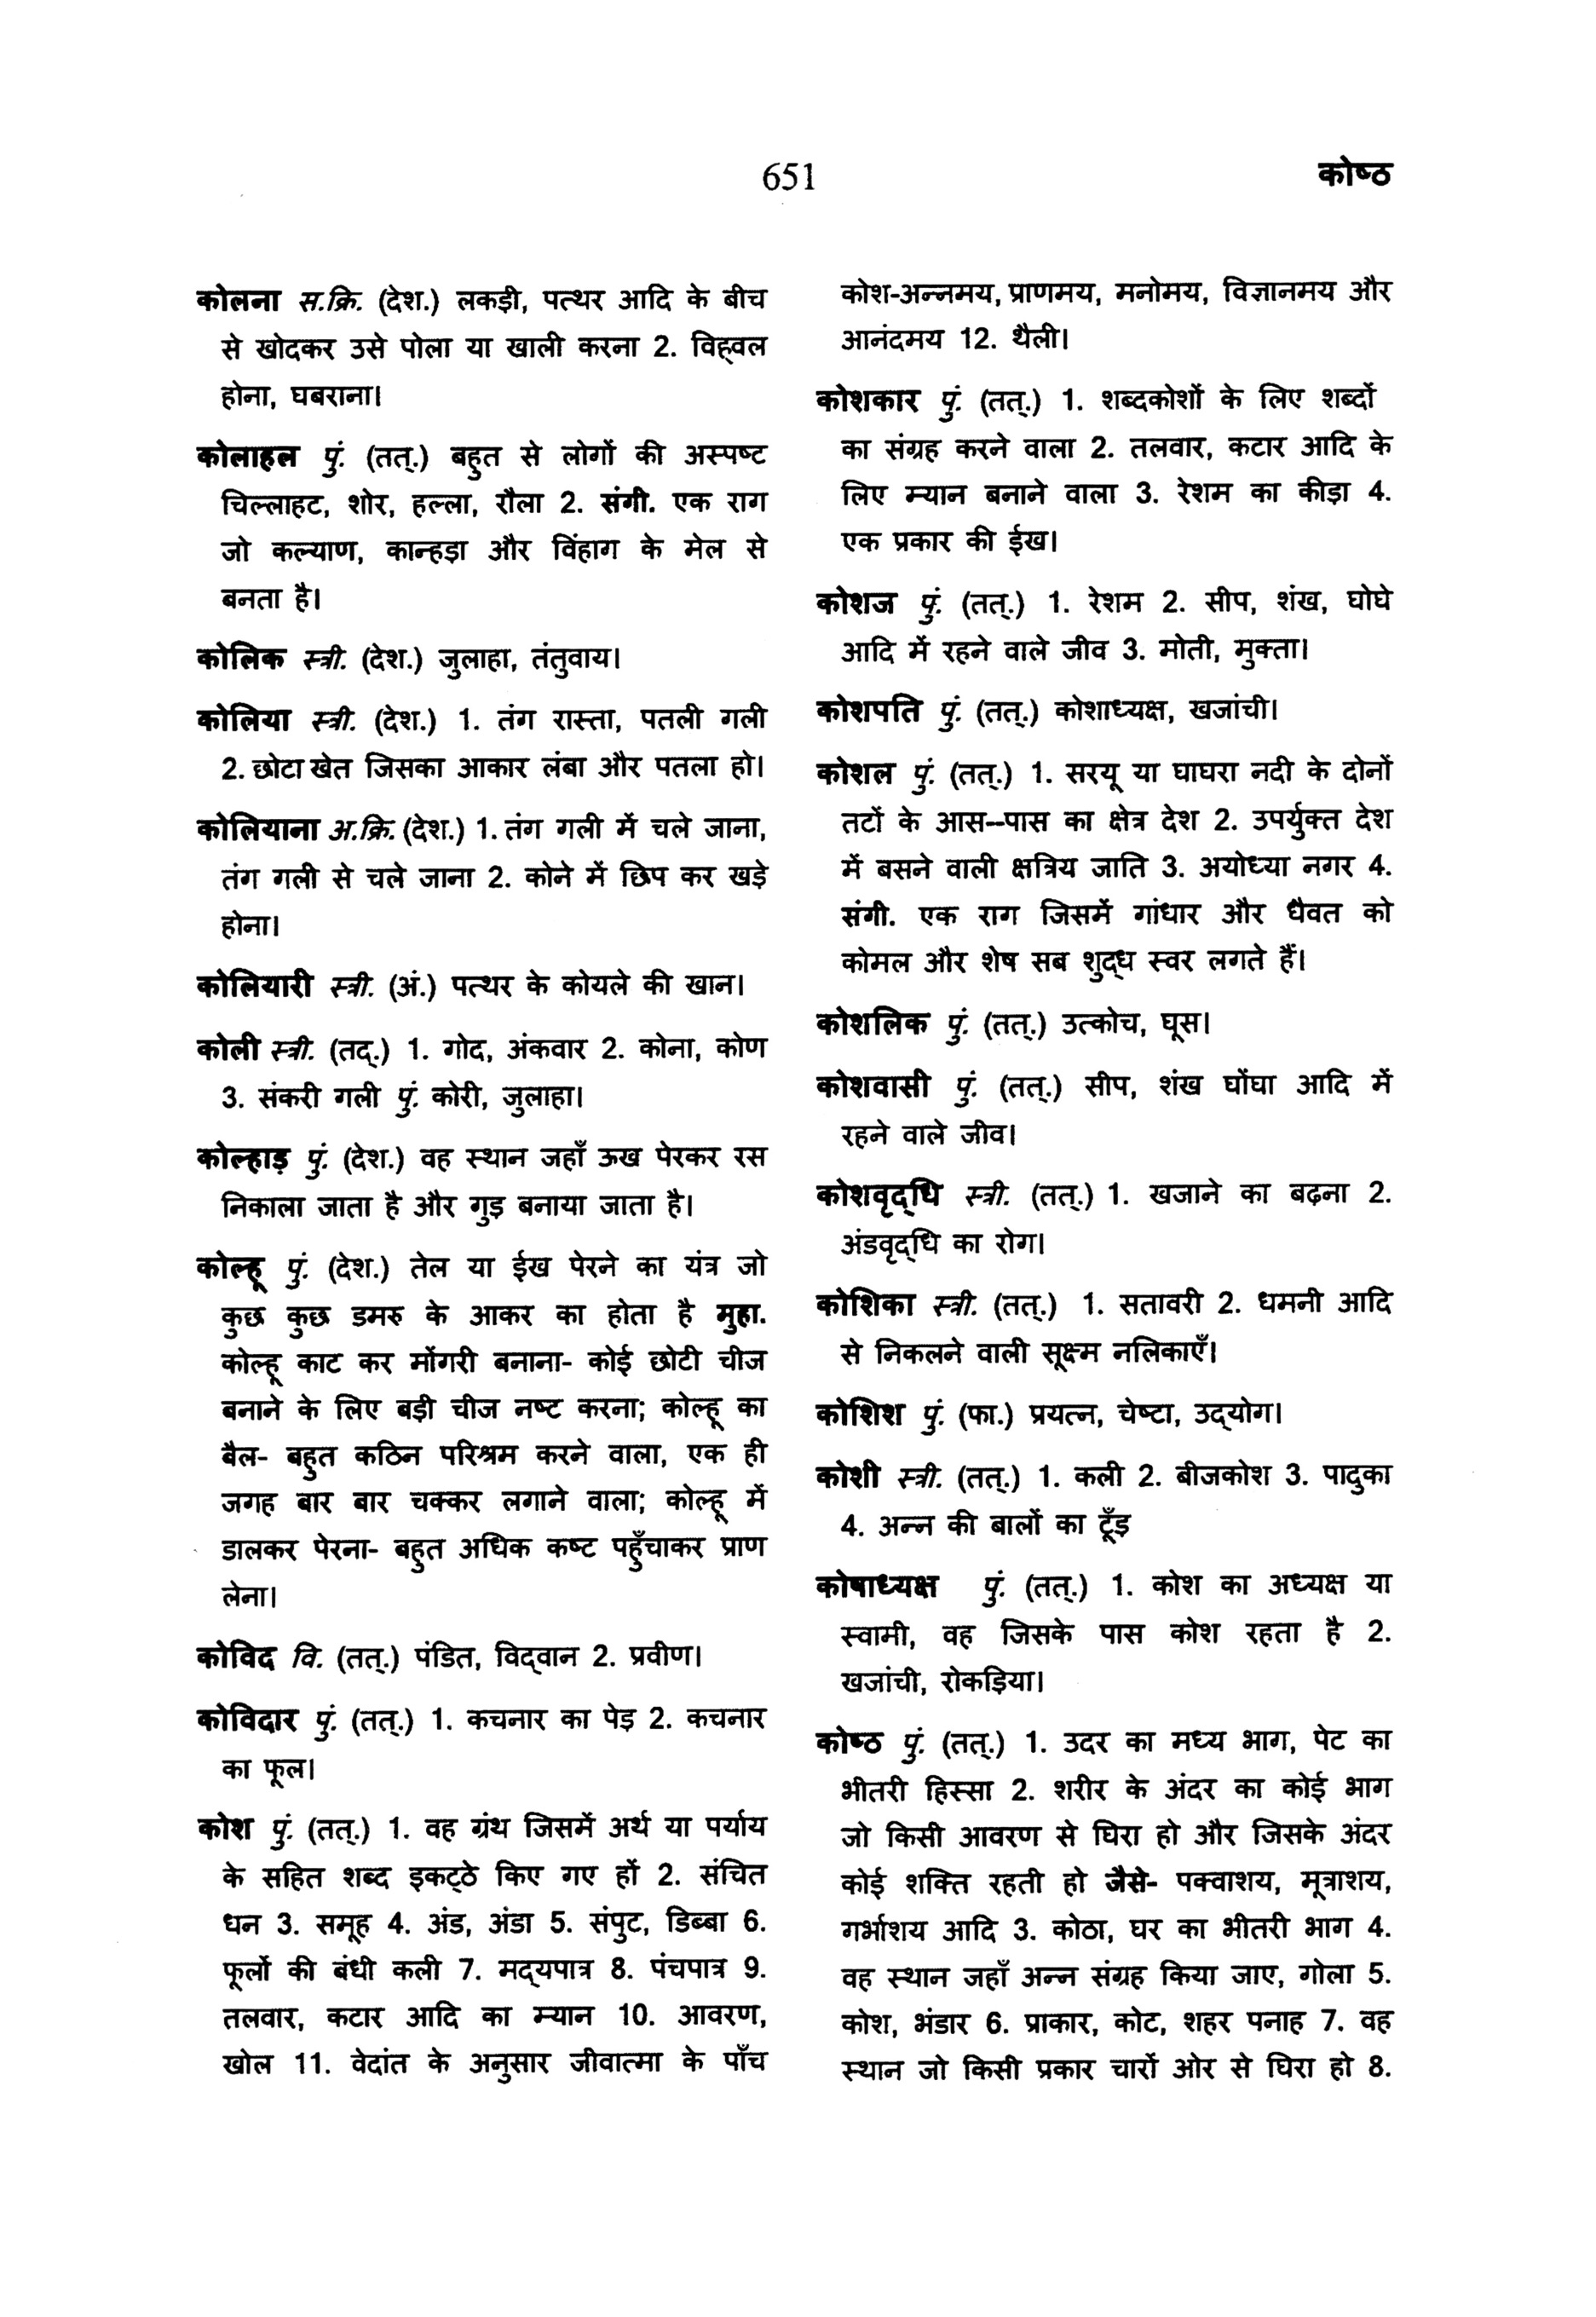 651
कोष्ठ
कोलना स.क्रि. (देश.) लकड़ी, पत्थर आदि के बीच
से खोदकर उसे पोला या खाली करना 2. विह्‌वल
होना, घबराना।
कोलाहल पुं. (तत्.) बहुत से लोगों की अस्पष्ट
चिल्लाहट, शोर, हल्ला, रौला 2. संगी. एक राग
जो कल्याण, कान्हड़ा और विंहाग के मेल से
बनता है।
कोलिक स्त्री. (देश.) जुलाहा, तंतुवाय।
कोलिया स्त्री. (देश.) 1. तंग रास्ता, पतली गली
2. छोटा खेत जिसका आकार लंबा और पतला हो।
कोलियाना अ.क्रि. (देश.) 1. तंग गली में चले जाना,
तंग गली से चले जाना 2. कोने में छिप कर खड़े
होना।
कोलियारी स्त्री. (अं.) पत्थर के कोयले की खान।
कोली स्त्री. (तद्.) 1. गोद, अंकवार 2. कोना, कोण
3. संकरी गली पुं. कोरी, जुलाहा।
कोल्हाड़ पुं. (देश.) वह स्थान जहाँ ऊख पेरकर रस
निकाला जाता है और गुड़ बनाया जाता है।
कोल्हू पुं. (देश.) तेल या ईख पेरने का यंत्र जो
कुछ कुछ डमरु के आकर का होता है मुहा.
कोल्हू काट कर मोंगरी बनाना- कोई छोटी चीज
बनाने के लिए बड़ी चीज नष्ट करना; कोल्हू का
बैल- बहुत कठिन परिश्रम करने वाला, एक ही
जगह बार बार चक्कर लगाने वाला; कोल्हू में
डालकर पेरना- बहुत अधिक कष्ट पहुँचाकर प्राण
लेना।
कोविद वि. (तत्.) पंडित, विद्‌वान 2. प्रवीण।
कोविदार पुं. (तत्.) 1. कचनार का पेड़ 2. कचनार
का फूल।
कोश पुं. (तत्.) 1. वह ग्रंथ जिसमें अर्थ या पर्याय
के सहित शब्द इकट्‌ठे किए गए हों 2. संचित
धन 3. समूह 4. अंड, अंडा 5. संपुट, डिब्बा 6.
फूलों की बंधी कली 7. मद्‌यपात्र 8. पंचपात्र 9.
तलवार, कटार आदि का म्यान 10. आवरण,
खोल 11. वेदांत के अनुसार जीवात्मा के पाँच
कोश-अन्नमय, प्राणमय, मनोमय, विज्ञानमय और
आनंदमय 12. थैली।
कोशकार पुं. (तत्.) 1. शब्दकोशों के लिए शब्दों
का संग्रह करने वाला 2. तलवार, कटार आदि के
लिए म्यान बनाने वाला 3. रेशम का कीड़ा 4.
एक प्रकार की ईख।
कोशज पुं. (तत्.) 1. रेशम 2. सीप, शंख, घोघे
आदि में रहने वाले जीव 3. मोती, मुक्ता।
कोशपति पुं. (तत्.) कोशाध्यक्ष, खजांची।
कोशल पुं. (तत्.) 1. सरयू या घाघरा नदी के दोनों
तटों के आस--पास का क्षेत्र देश 2. उपर्युक्त देश
में बसने वाली क्षत्रिय जाति 3. अयोध्या नगर 4.
संगी. एक राग जिसमें गांधार और धैवत को
कोमल और शेष सब शुद्‌ध स्वर लगते हैं।
कोशलिक पुं. (तत्.) उत्कोच, घूस।
कोशवासी पुं. (तत्.) सीप, शंख घोंघा आदि में
रहने वाले जीव।
कोशवृद्‌धि स्त्री. (तत्.) 1. खजाने का बढ़ना 2.
अंडवृद्‌धि का रोग।
कोशिका स्त्री. (तत्.) 1. सतावरी 2. धमनी आदि
से निकलने वाली सूक्ष्म नलिकाएँ।
कोशिश पुं. (फा.) प्रयत्न, चेष्टा, उद्‌योग।
कोशी स्त्री. (तत्.) 1. कली 2. बीजकोश 3. पादुका
4. अन्न की बालों का टूँड़
कोषाध्यक्ष पुं. (तत्.) 1. कोश का अध्यक्ष या
स्वामी, वह जिसके पास कोश रहता है 2.
खजांची, रोकड़िया।
कोष्ठ पुं. (तत्.) 1. उदर का मध्य भाग, पेट का
भीतरी हिस्सा 2. शरीर के अंदर का कोई भाग
जो किसी आवरण से घिरा हो और जिसके अंदर
कोई शक्ति रहती हो जैसे- पक्वाशय, मूत्राशय,
गर्भाशय आदि 3. कोठा, घर का भीतरी भाग 4.
वह स्थान जहाँ अन्न संग्रह किया जाए, गोला 5.
कोश, भंडार 6. प्राकार, कोट, शहर पनाह 7. वह
स्थान जो किसी प्रकार चारों ओर से घिरा हो 8.